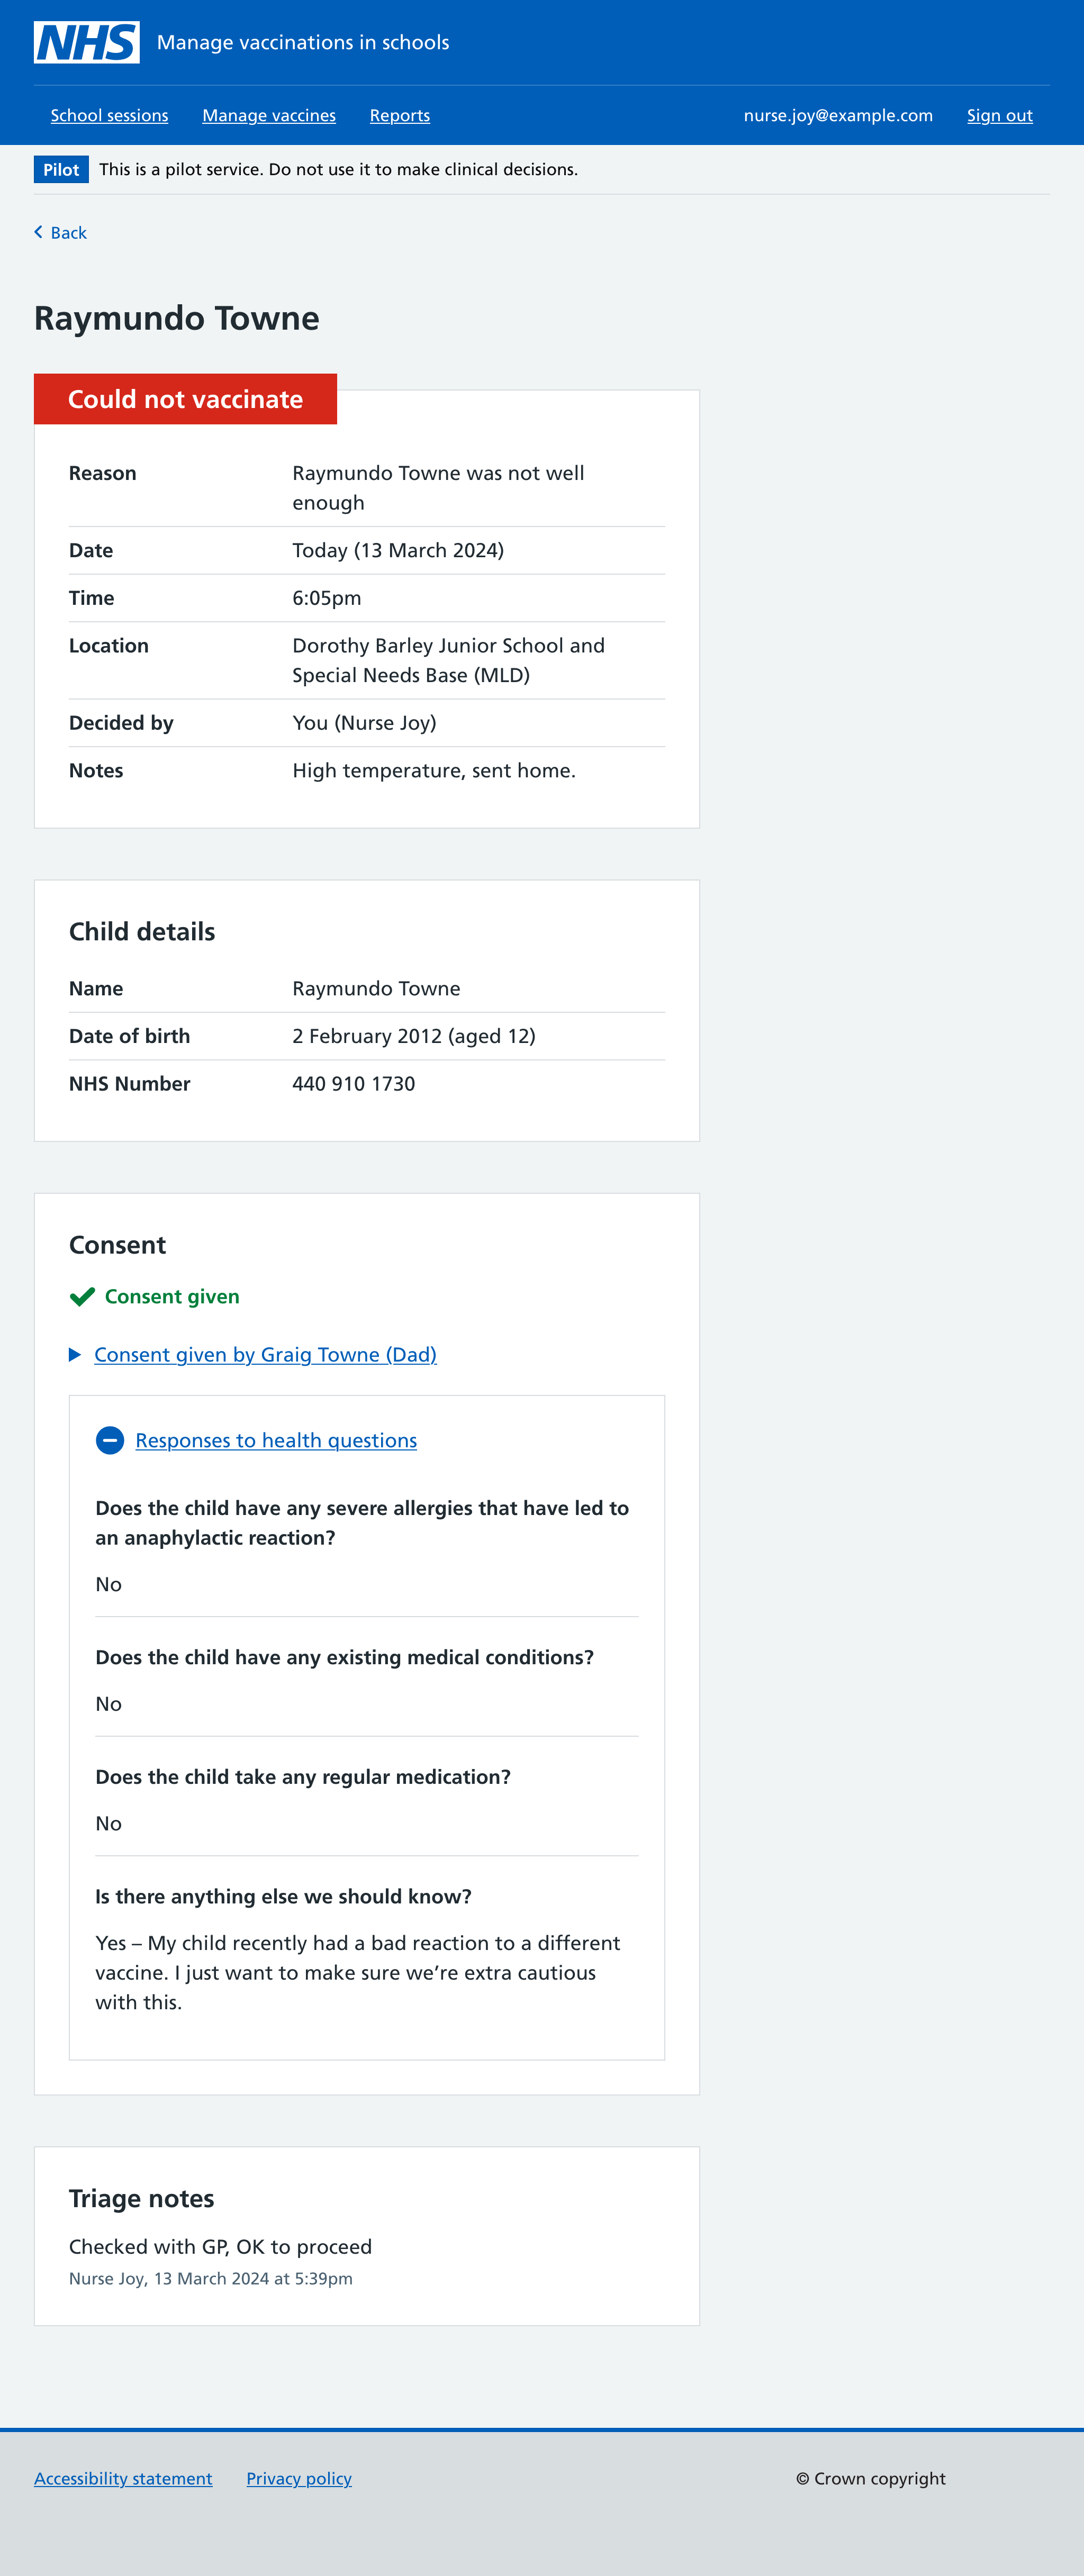 NHS Manage vaccinations in schools
School sessions Manage vaccines Reports nurse.joy@example.com Sign out
Pilot This is a pilot service. Do not use it to make clinical decisions.
Back
Raymundo Towne
Could not vaccinate
Reason Raymundo Towne was not well
enough
Date Today (13 March 2024)
Time 6:05pm
Location Dorothy Barley Junior School and
Special Needs Base (MLD)
Decided by You (Nurse Joy)
Notes High temperature, sent home.
Child details
Name Raymundo Towne
Date of birth 2 February 2012 (aged 12)
NHS Number 440 910 1730
Consent
Consent given
Consent given by Graig Towne (Dad)
Responses to health questions
Does the child have any severe allergies that have led to
an anaphylactic reaction?
No
Does the child have any existing medical conditions?
No
Does the child take any regular medication?
No
Is there anything else we should know?
Yes – My child recently had a bad reaction to a different
vaccine. I just want to make sure we’re extra cautious
with this.
Triage notes
Checked with GP, OK to proceed
Nurse Joy, 13 March 2024 at 5:39pm
Accessibility statement Privacy policy © Crown copyright